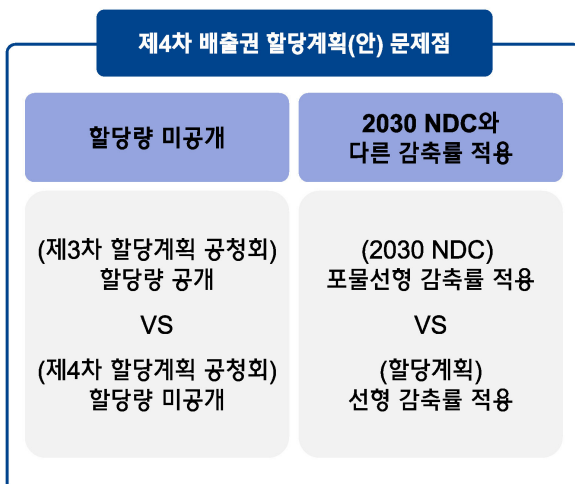 제4차 배출권 할당계획(안) 문제점
할당량 미공개
2030 NDC와
다른 감축률 적용
(제3차 할당계획 공청회)
할당량 공개
VS
(제4차 할당계획 공청회)
할당량 미공개
(2030 NDC)
포물선형 감축률 적용
VS
(할당계획)
선형 감축률 적용